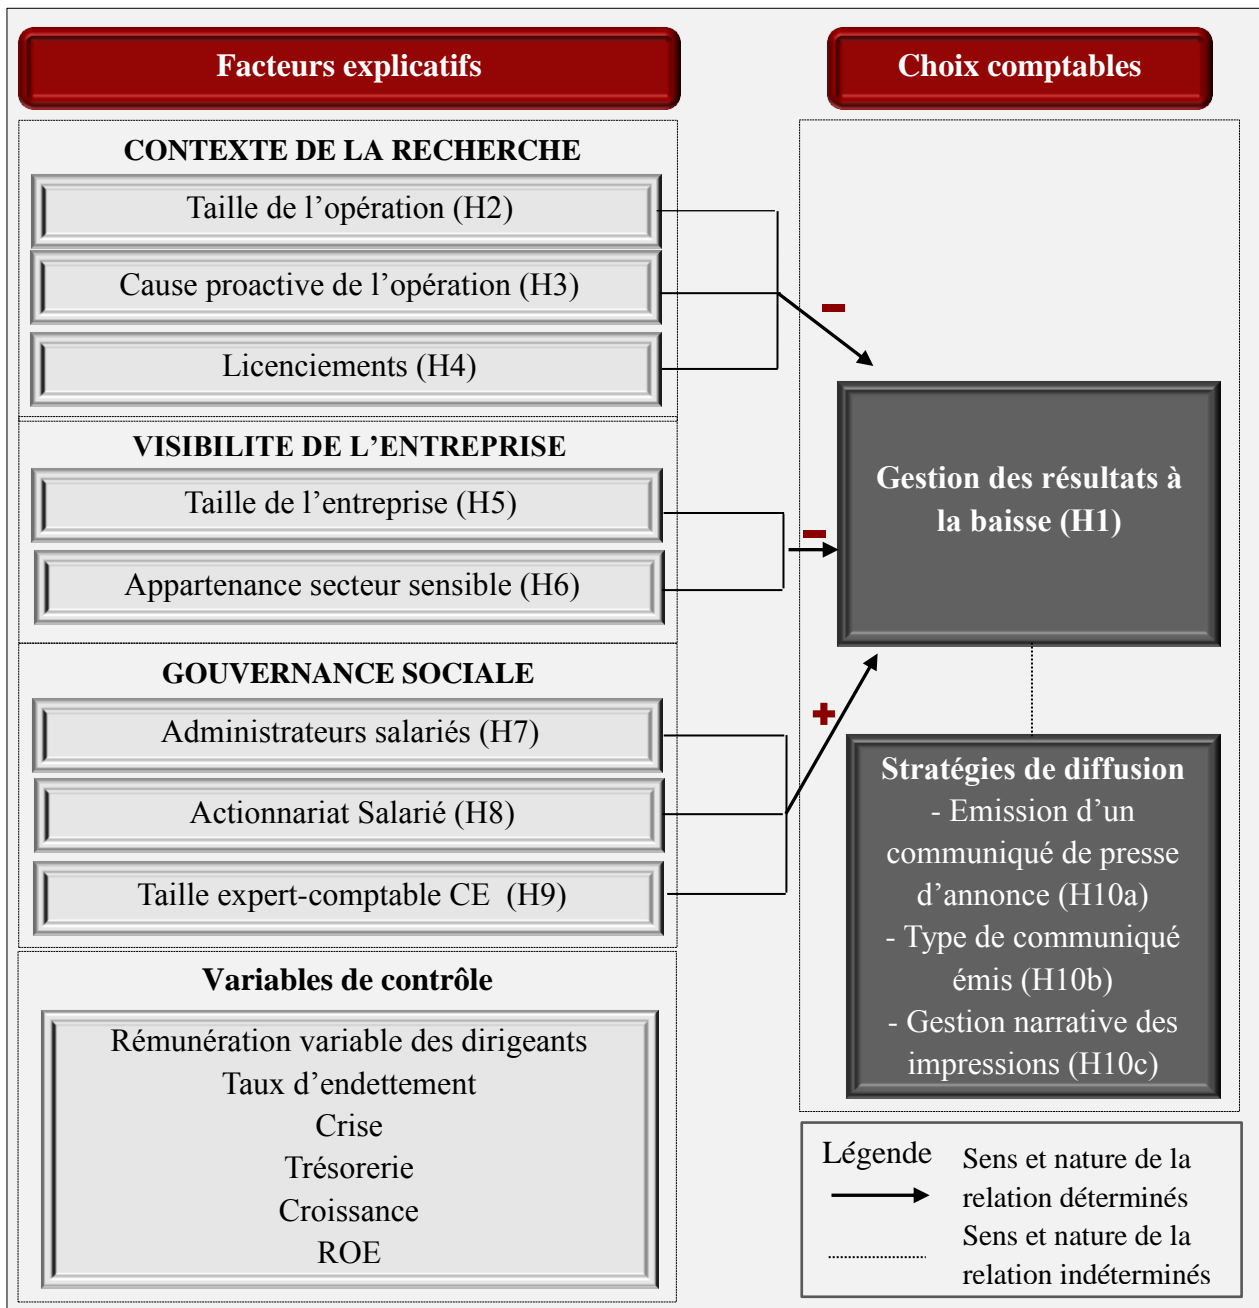 Facteurs explicatifs
CONTEXTE DE LA RECHERCHE
Taille de l’opération (H2)
Cause proactive de l’opération (H3)
Licenciements (H4)
VISIBILITE DE L’ENTREPRISE
Taille de l’entreprise (H5)
Appartenance secteur sensible (H6)
GOUVERNANCE SOCIALE
Administrateurs salariés (H7)
Actionnariat Salarié (H8)
Taille expert-comptable CE (H9)
Variables de contrôle
Rémunération variable des dirigeants
Taux d’endettement
Crise
Trésorerie
Croissance
ROE
Choix comptables
-
-
+
Gestion des résultats à
la baisse (H1)
Stratégies de diffusion
- Emission d’un
communiqué de presse
d’annonce (H10a)
- Type de communiqué
émis (H10b)
- Gestion narrative des
impressions (H10c)
Légende
Sens et nature de la
relation déterminés
Sens et nature de la
relation indéterminés